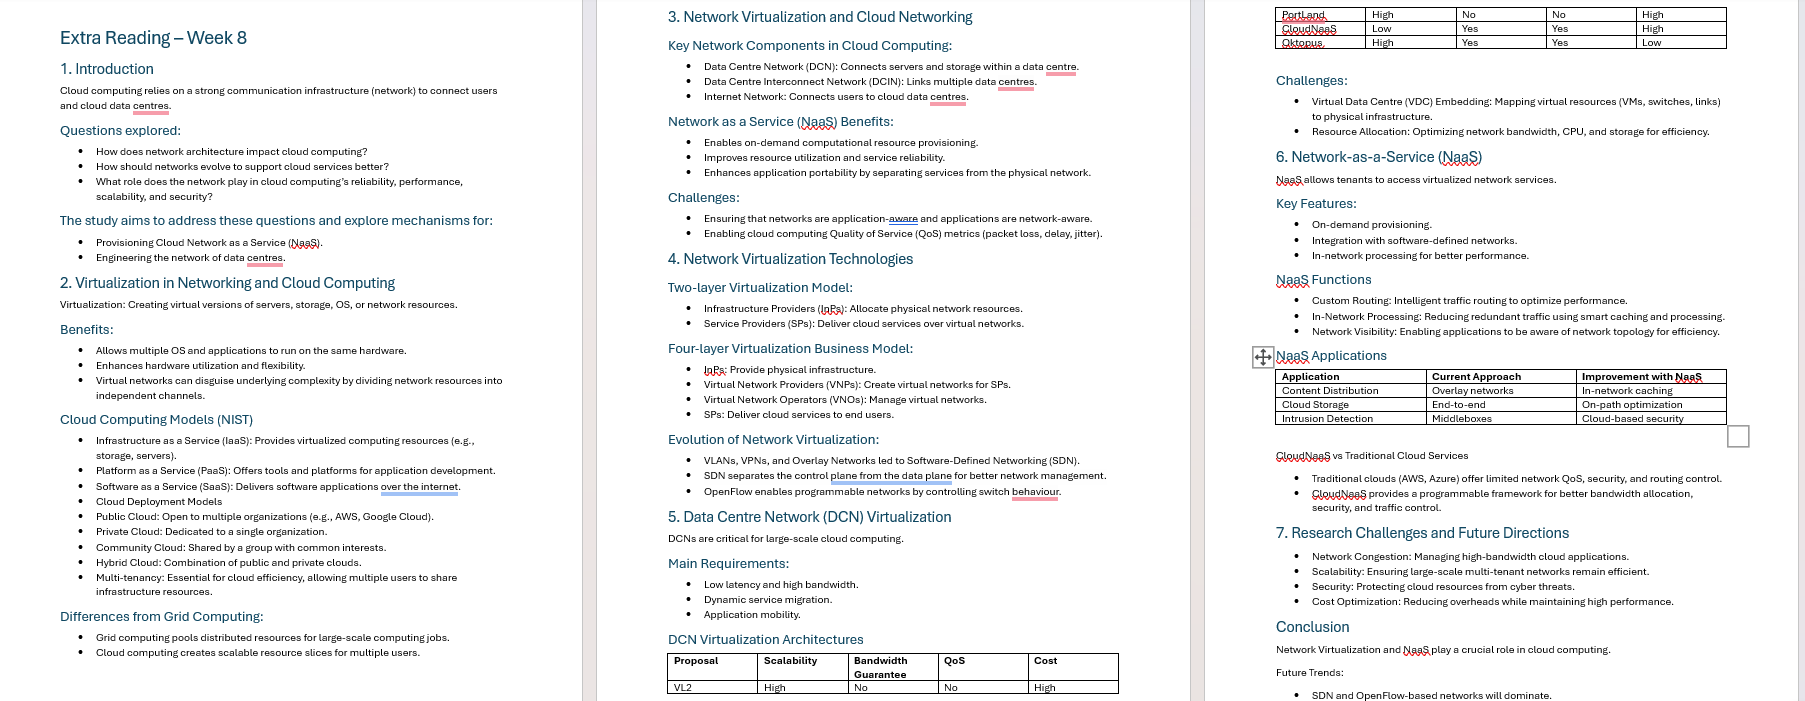 Extra Reading – Week 8
1. Introduction
Cloud computing relies on a strong communication infrastructure (network) to connect users
and cloud data centres.
Questions explored:
• How does network architecture impact cloud computing?
• How should networks evolve to support cloud services better?
• What role does the network play in cloud computing's reliability, performance,
scalability, and security?
The study aims to address these questions and explore mechanisms for:
• Provisioning Cloud Network as a Service (NaaS).
• Engineering the network of data centres.
2. Virtualization in Networking and Cloud Computing
Virtualization: Creating virtual versions of servers, storage, OS, or network resources.
Benefits:
• Allows multiple OS and applications to run on the same hardware.
• Enhances hardware utilization and flexibility.
• Virtual networks can disguise underlying complexity by dividing network resources into
independent channels.
Cloud Computing Models (NIST)
• Infrastructure as a Service (IaaS): Provides virtualized computing resources (e.g.,
storage, servers).
• Platform as a Service (PaaS): Offers tools and platforms for application development.
• Software as a Service (SaaS): Delivers software applications over the internet.
• Cloud Deployment Models
• Public Cloud: Open to multiple organizations (e.g., AWS, Google Cloud).
• Private Cloud: Dedicated to a single organization.
• Community Cloud: Shared by a group with common interests.
• Hybrid Cloud: Combination of public and private clouds.
• Multi-tenancy: Essential for cloud efficiency, allowing multiple users to share
infrastructure resources.
Differences from Grid Computing:
• Grid computing pools distributed resources for large-scale computing jobs.
• Cloud computing creates scalable resource slices for multiple users.
3. Network Virtualization and Cloud Networking
Key Network Components in Cloud Computing:
• Data Centre Network (DCN): Connects servers and storage within a data centre.
• Data Centre Interconnect Network (DCIN): Links multiple data centres.
• Internet Network: Connects users to cloud data centres.
Network as a Service (NaaS) Benefits:
• Enables on-demand computational resource provisioning.
• Improves resource utilization and service reliability.
• Enhances application portability by separating services from the physical network.
Challenges:
• Ensuring that networks are application-aware and applications are network-aware.
• Enabling cloud computing Quality of Service (QoS) metrics (packet loss, delay, jitter).
4. Network Virtualization Technologies
Two-layer Virtualization Model:
• Infrastructure Providers (InPs): Allocate physical network resources.
• Service Providers (SPs): Deliver cloud services over virtual networks.
Four-layer Virtualization Business Model:
• InPs: Provide physical infrastructure.
• Virtual Network Providers (VNPs): Create virtual networks for SPs.
• Virtual Network Operators (VNOs): Manage virtual networks.
• SPs: Deliver cloud services to end users.
Evolution of Network Virtualization:
• VLANs, VPNs, and Overlay Networks led to Software-Defined Networking (SDN).
• SDN separates the control plane from the data plane for better network management.
• OpenFlow enables programmable networks by controlling switch behaviour.
5. Data Centre Network (DCN) Virtualization
DCNs are critical for large-scale cloud computing.
Main Requirements:
• Low latency and high bandwidth.
• Dynamic service migration.
• Application mobility.
DCN Virtualization Architectures
Proposal Scalability Bandwidth Guarantee QoS Cost
VL2 High No No High
PortLand High No No High
CloudNaaS Low Yes Yes High
Oktopus High Yes Yes Low
Challenges:
• Virtual Data Centre (VDC) Embedding: Mapping virtual resources (VMs, switches, links)
to physical infrastructure.
• Resource Allocation: Optimizing network bandwidth, CPU, and storage for efficiency.
6. Network-as-a-Service (NaaS)
NaaS allows tenants to access virtualized network services.
Key Features:
• On-demand provisioning.
• Integration with software-defined networks.
• In-network processing for better performance.
NaaS Functions
• Custom Routing: Intelligent traffic routing to optimize performance.
• In-Network Processing: Reducing redundant traffic using smart caching and processing.
• Network Visibility: Enabling applications to be aware of network topology for efficiency.
NaaS Applications
Application Current Approach Improvement with NaaS
Content Distribution Overlay networks In-network caching
Cloud Storage End-to-end On-path optimization
Intrusion Detection Middleboxes Cloud-based security
CloudNaaS vs Traditional Cloud Services
• Traditional clouds (AWS, Azure) offer limited network QoS, security, and routing control.
• CloudNaaS provides a programmable framework for better bandwidth allocation,
security, and traffic control.
7. Research Challenges and Future Directions
• Network Congestion: Managing high-bandwidth cloud applications.
• Scalability: Ensuring large-scale multi-tenant networks remain efficient.
• Security: Protecting cloud resources from cyber threats.
• Cost Optimization: Reducing overheads while maintaining high performance.
Conclusion
Network Virtualization and NaaS play a crucial role in cloud computing.
Future Trends:
• SDN and OpenFlow-based networks will dominate.